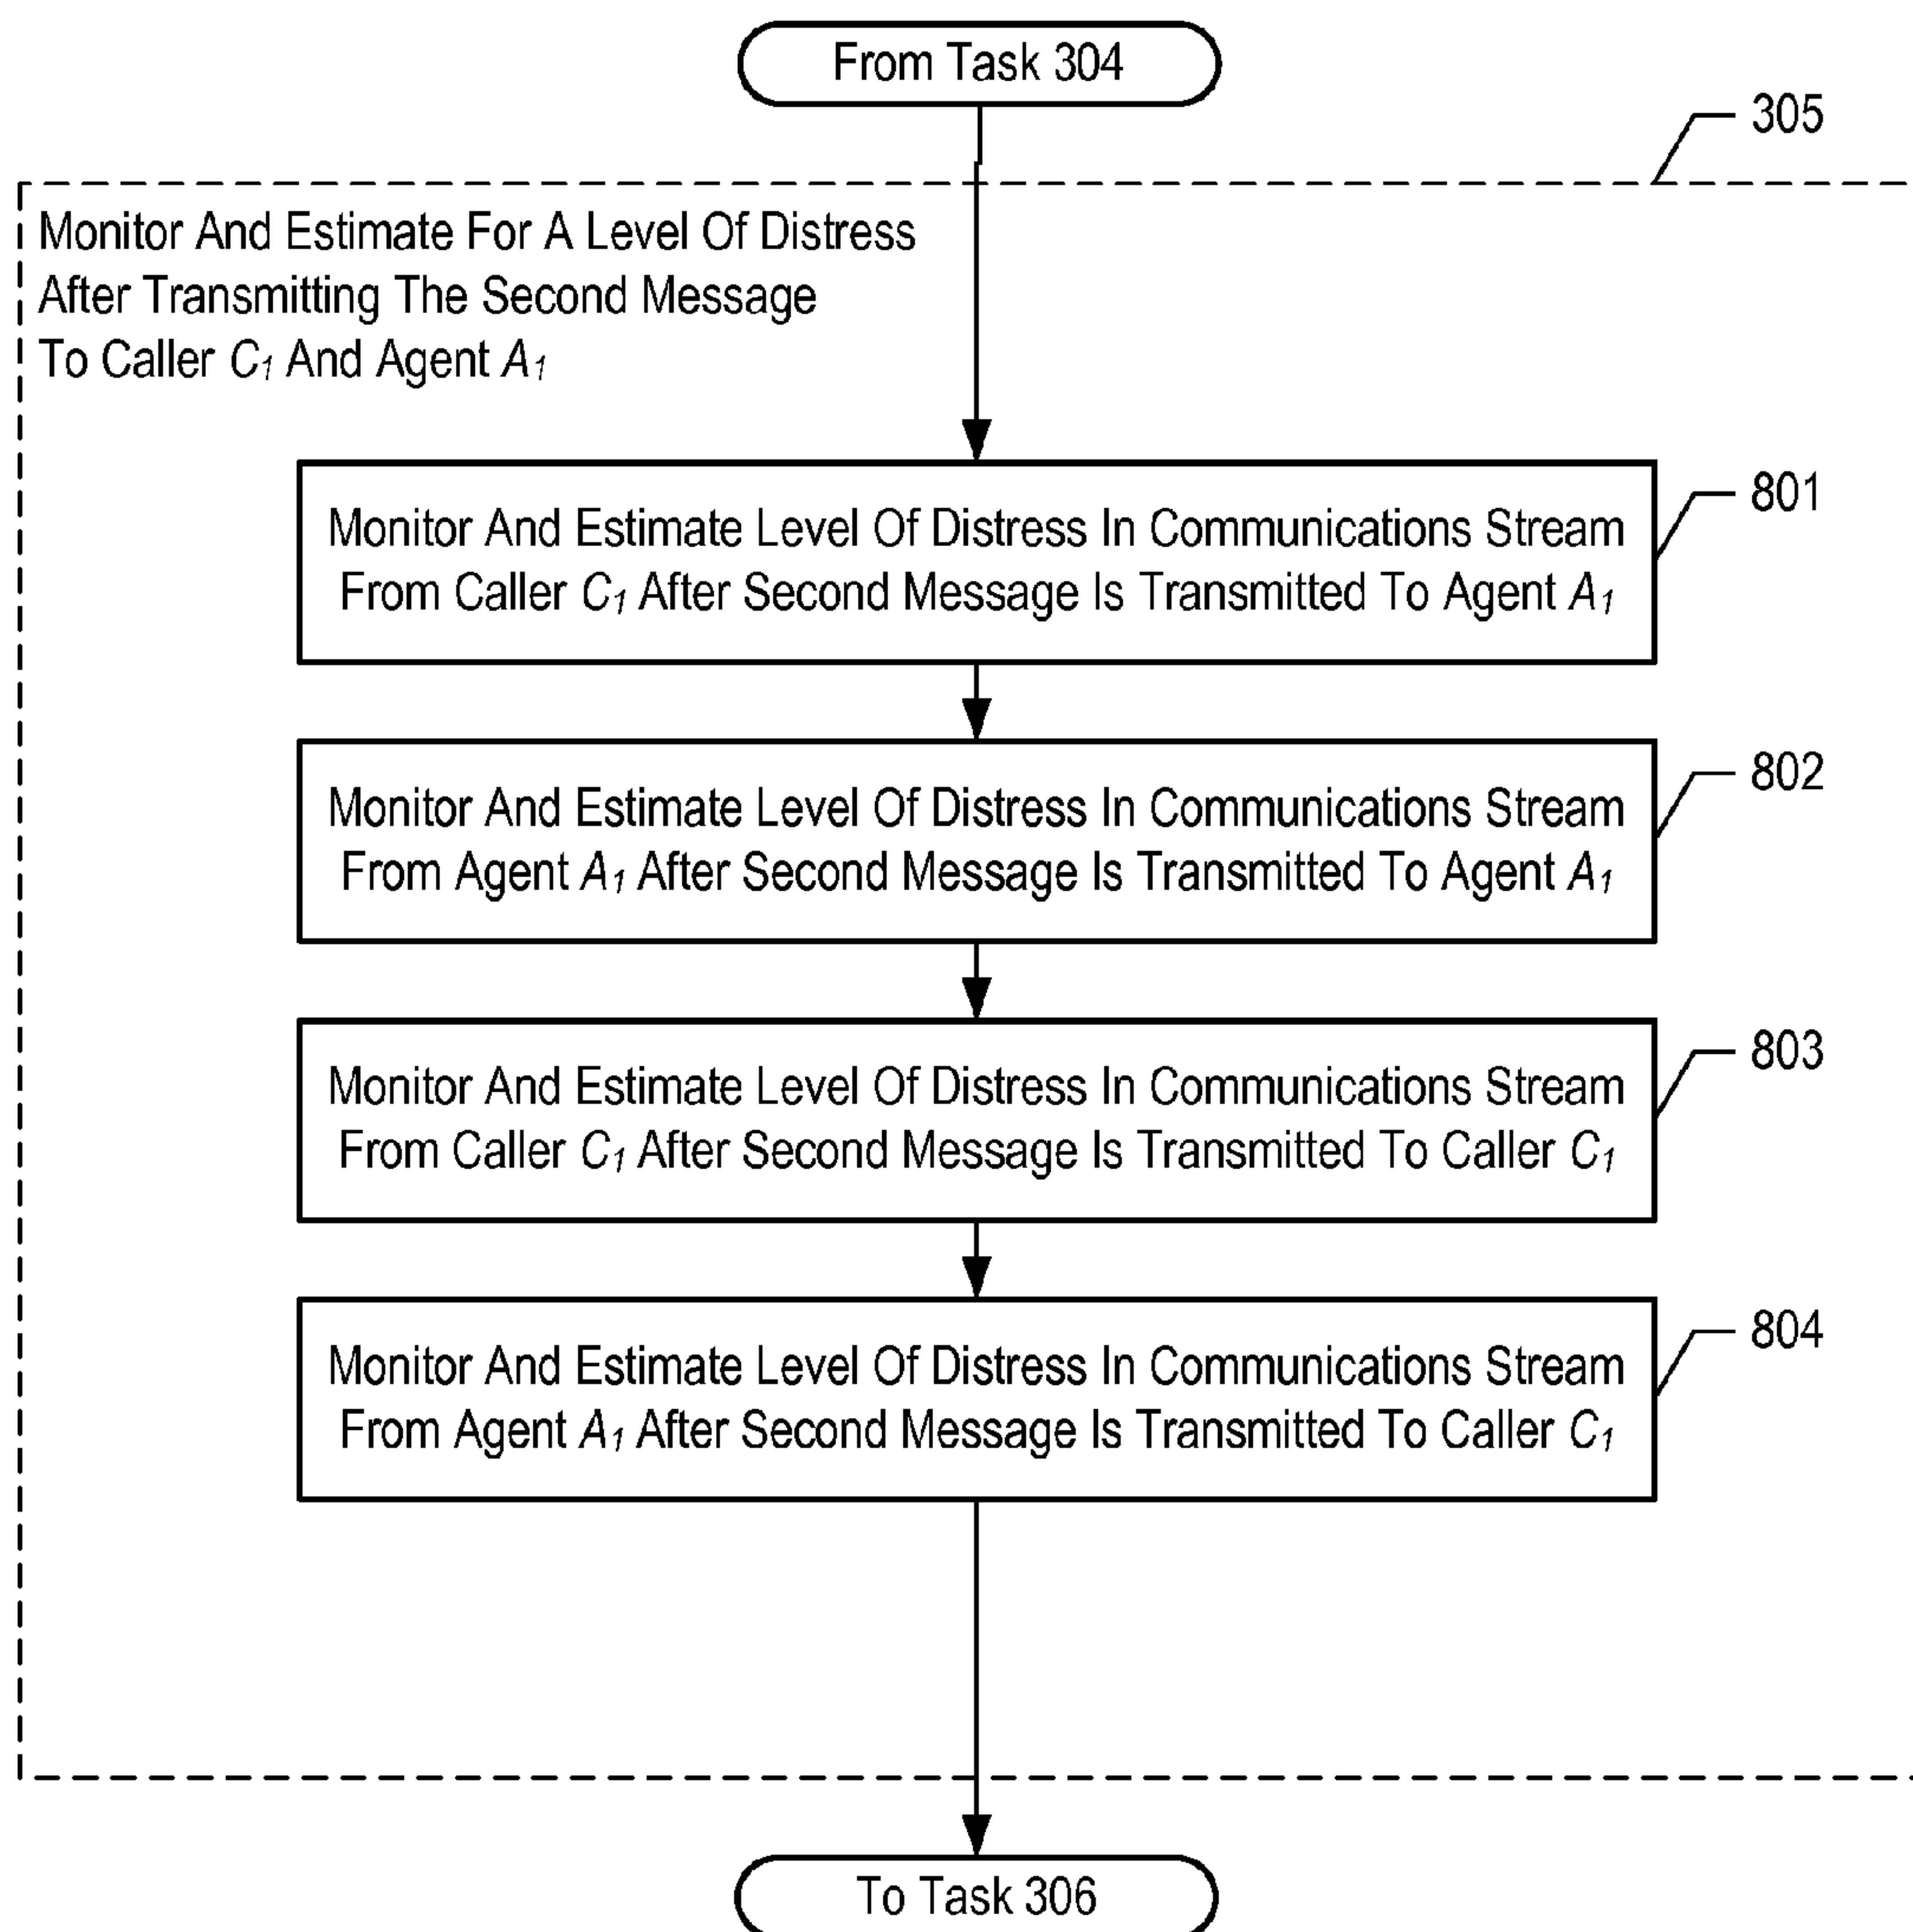 From Task 304
305
Monitor And Estimate For A Level Of Distress
After Transmitting The Second Message
To Caller C₁ And Agent A₁
801
Monitor And Estimate Level Of Distress In Communications Stream
From Caller C₁ After Second Message Is Transmitted To Agent A₁
802
Monitor And Estimate Level Of Distress In Communications Stream
From Agent A₁ After Second Message Is Transmitted To Agent A₁
803
Monitor And Estimate Level Of Distress In Communications Stream
From Caller C₁ After Second Message Is Transmitted To Caller C₁
804
Monitor And Estimate Level Of Distress In Communications Stream
From Agent A₁ After Second Message Is Transmitted To Caller C₁
To Task 306